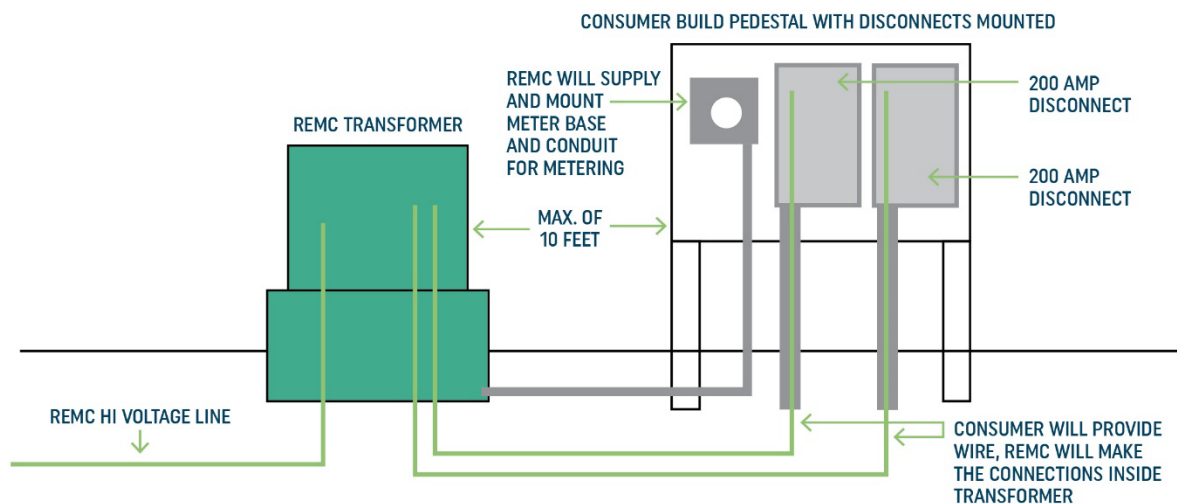 CONSUMER BUILD PEDESTAL WITH DISCONNECTS MOUNTED
REMC WILL SUPPLY
AND MOUNT
METER BASE
AND CONDUIT
FOR METERING
200 AMP
DISCONNECT
REMC TRANSFORMER
200 AMP
DISCONNECT
MAX. OF
10 FEET
REMC HI VOLTAGE LINE
CONSUMER WILL PROVIDE
WIRE, REMC WILL MAKE
THE CONNECTIONS INSIDE
TRANSFORMER